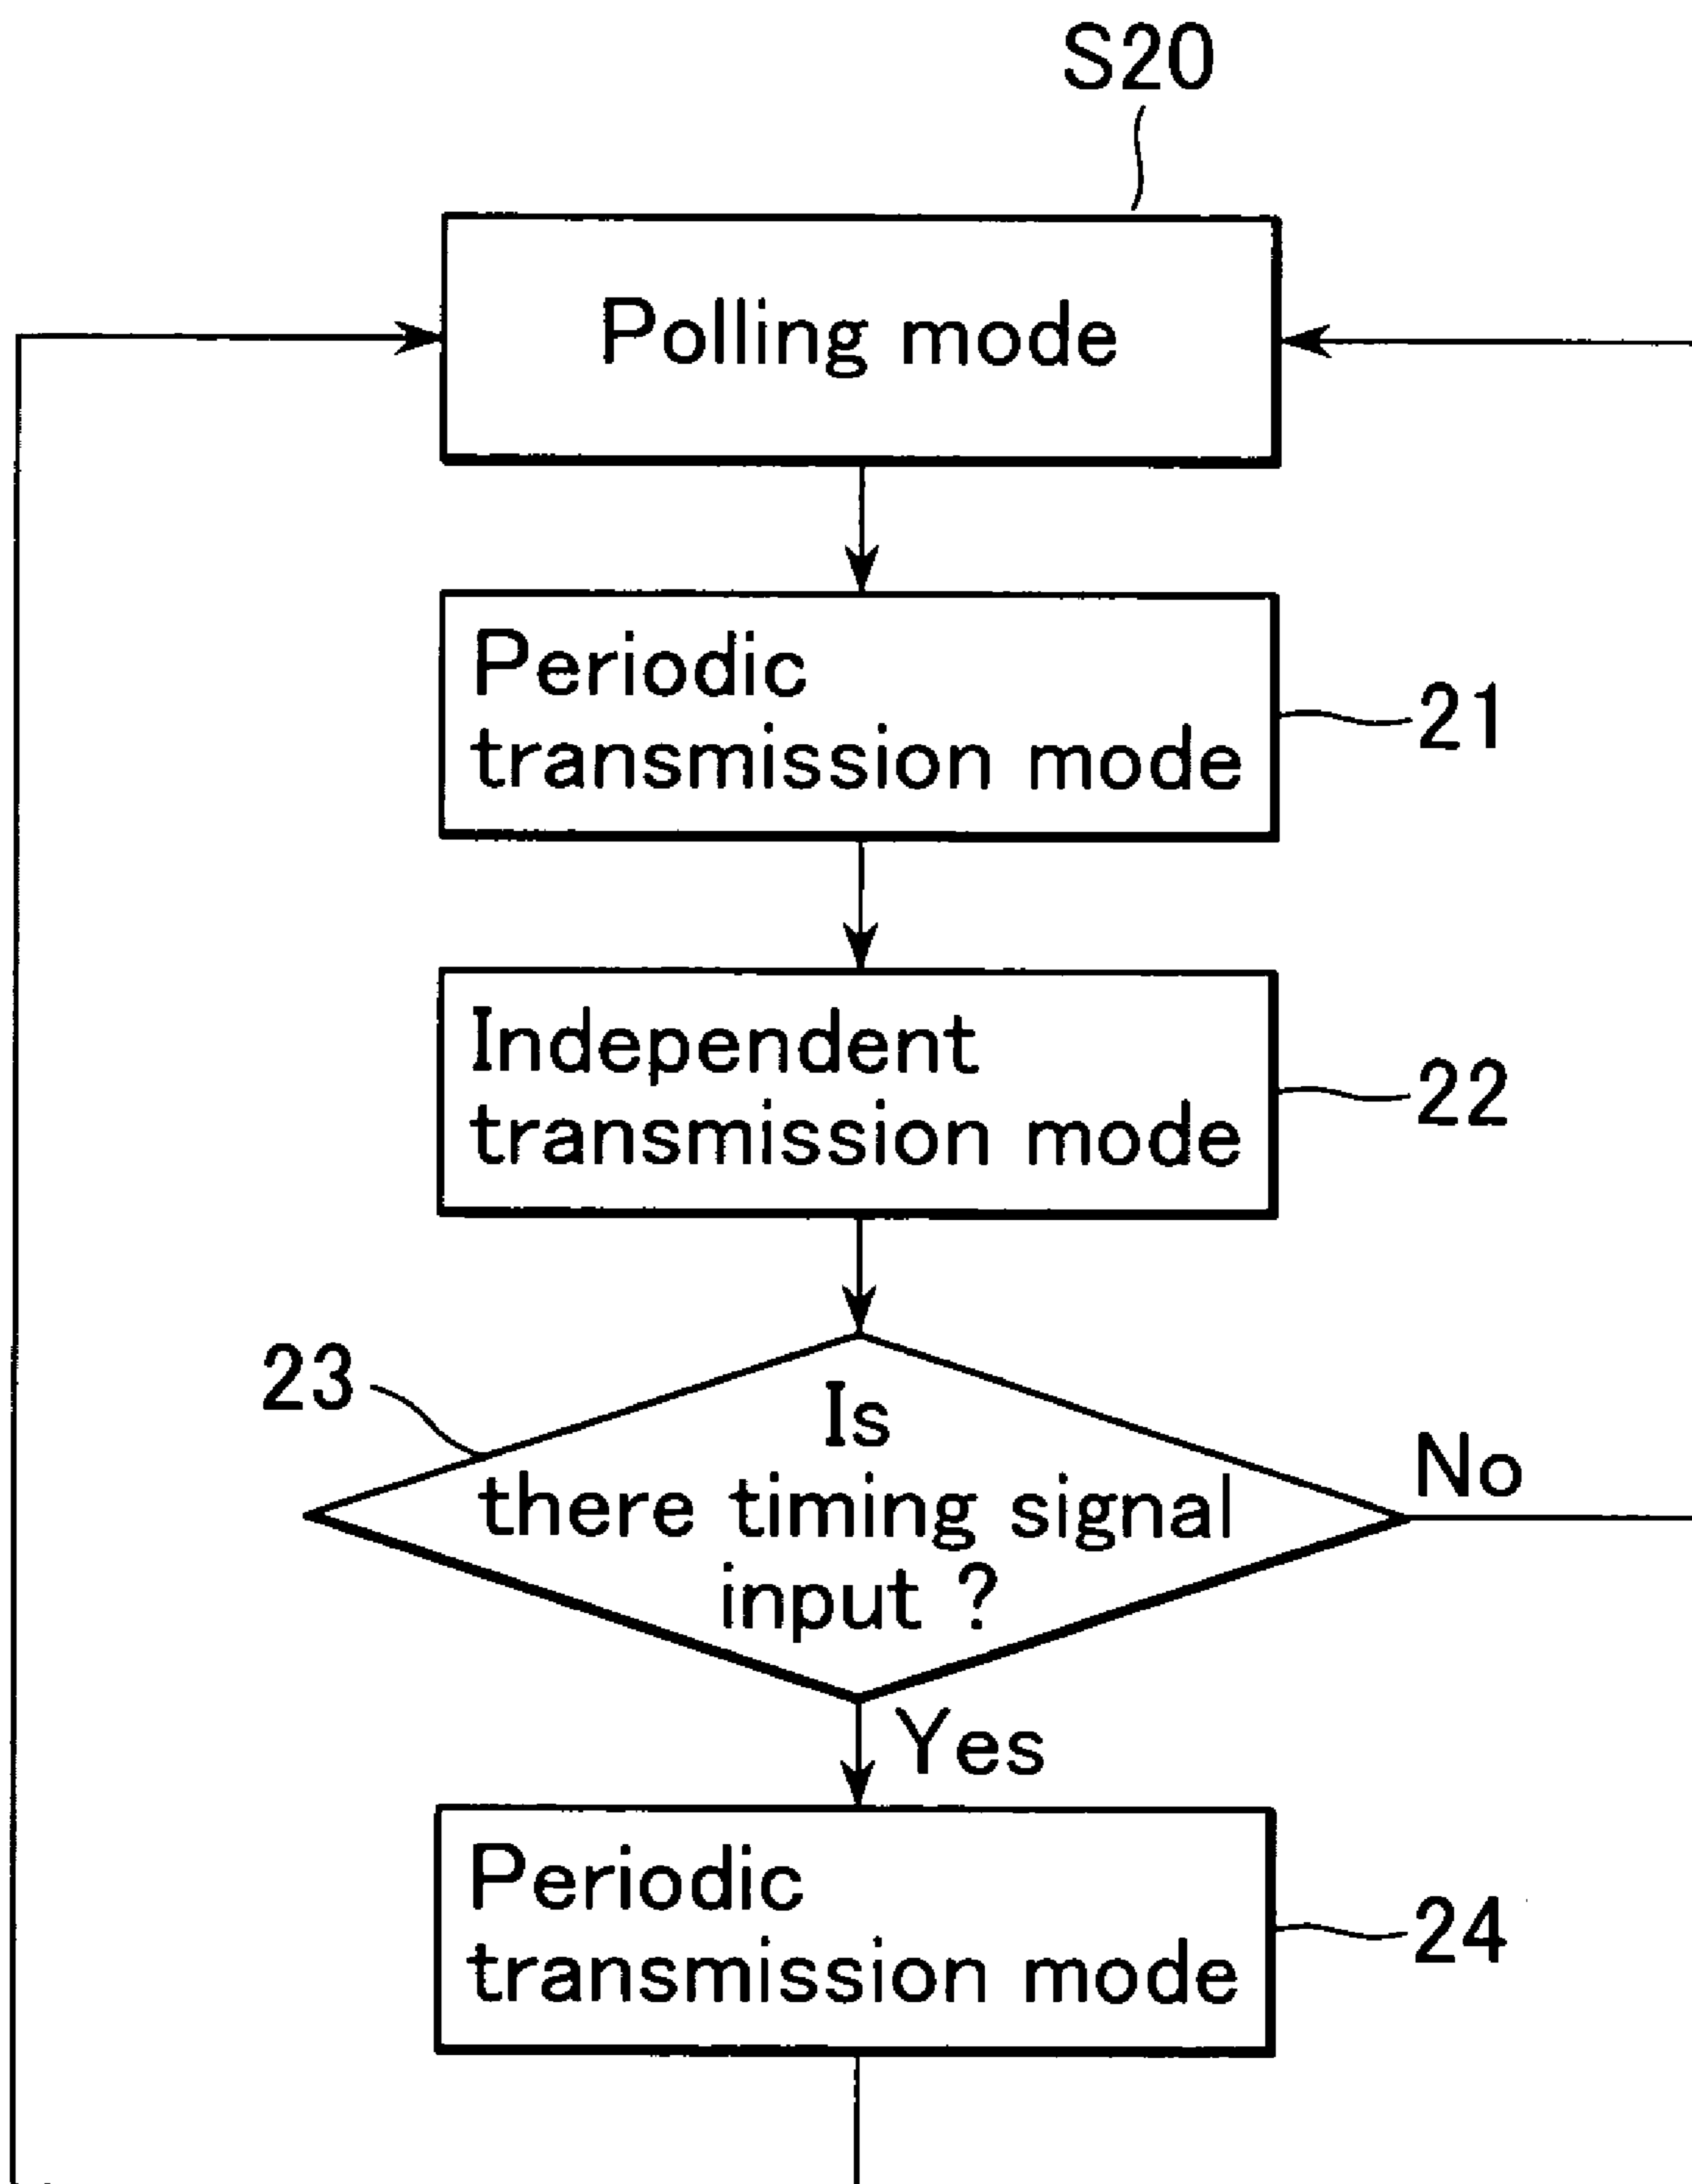 S20
Polling mode
Periodic
transmission mode
21
Independent
transmission mode
22
23
Is
there timing signal
input ?
No
Yes
Periodic
transmission mode
24